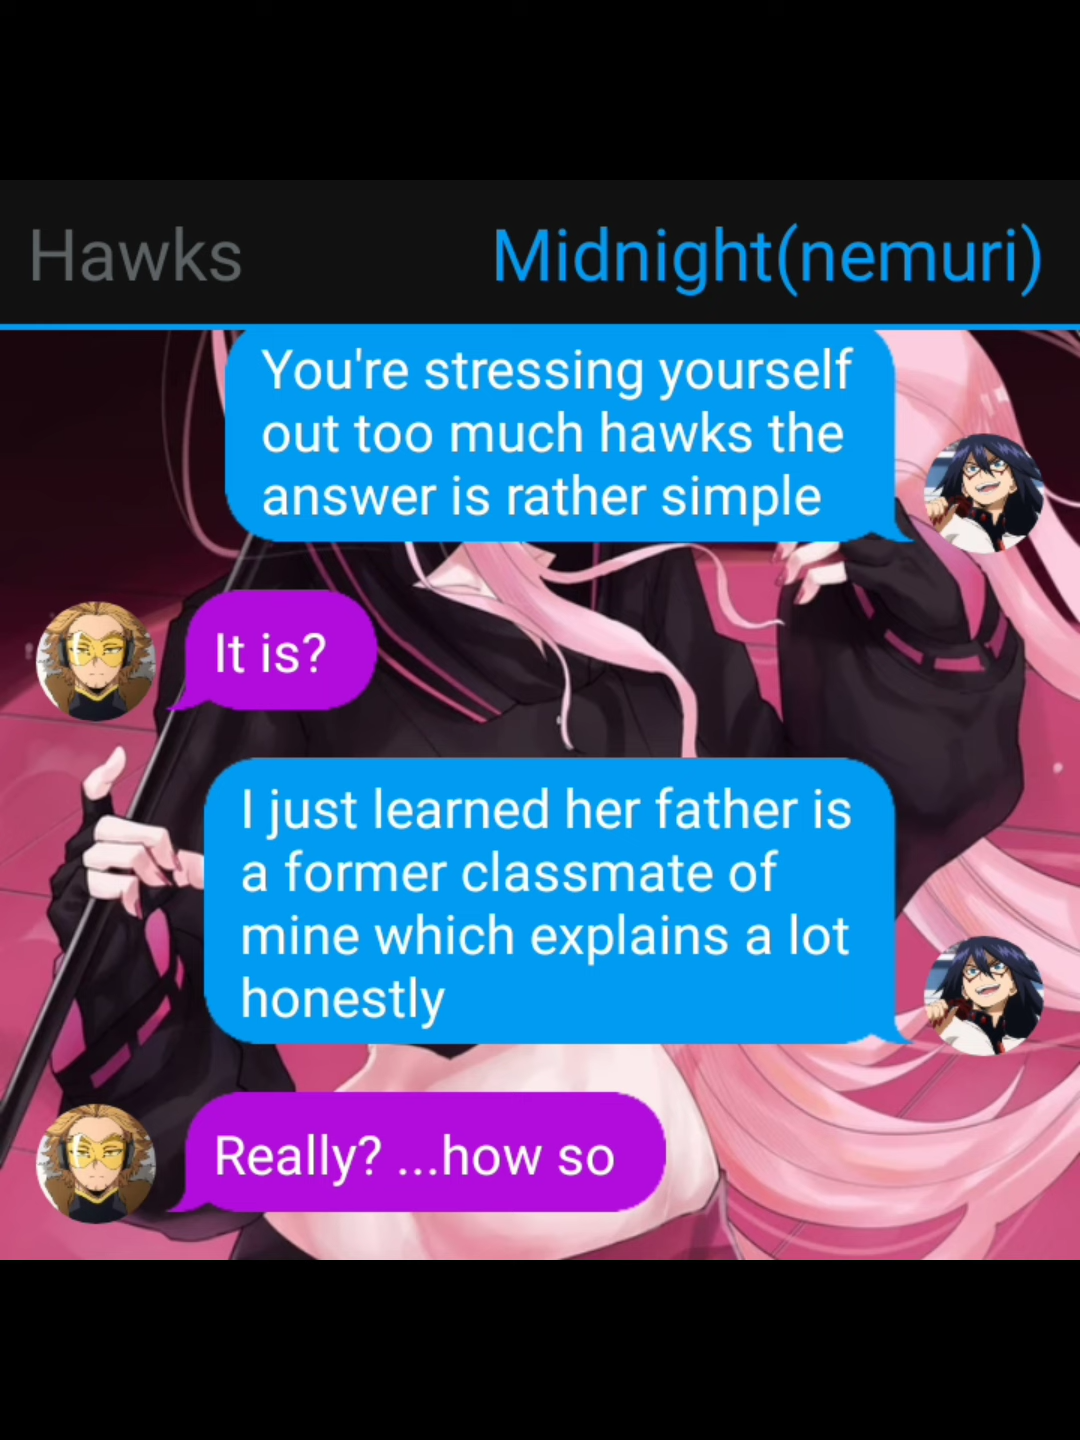 Hawks
Midnight(nemuri)
You're stressing yourself
out too much hawks the
answer is rather simple
It is?
I just learned her father is
a former classmate of
mine which explains a lot
honestly
Really? ...how so